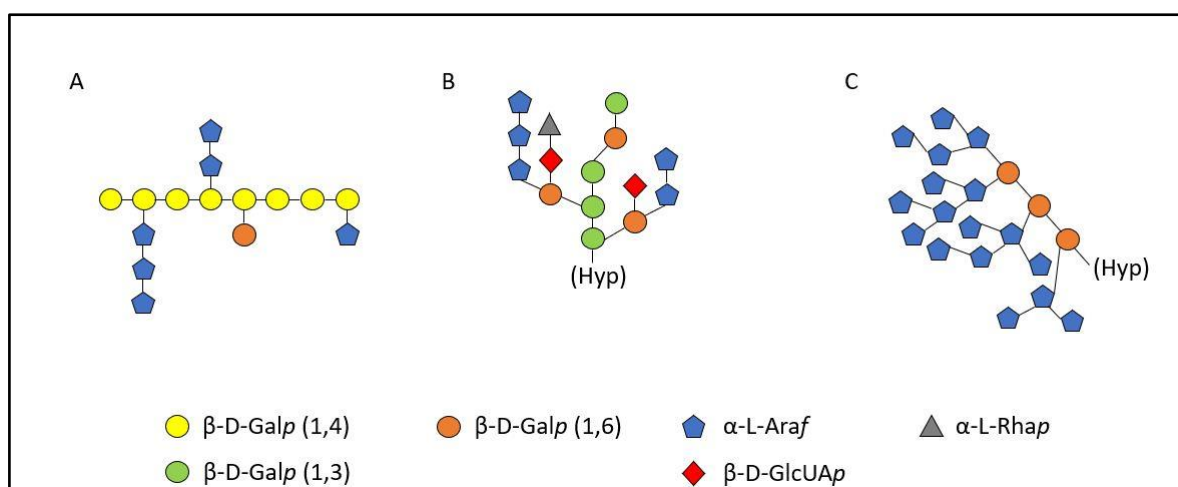 A
B
C
(Hyp)
(Hyp)
β-D-Galp (1,4)
β-D-Galp (1,6)
α-L-Araf
α-L-Rhap
β-D-Galp (1,3)
β-D-GlcUAp